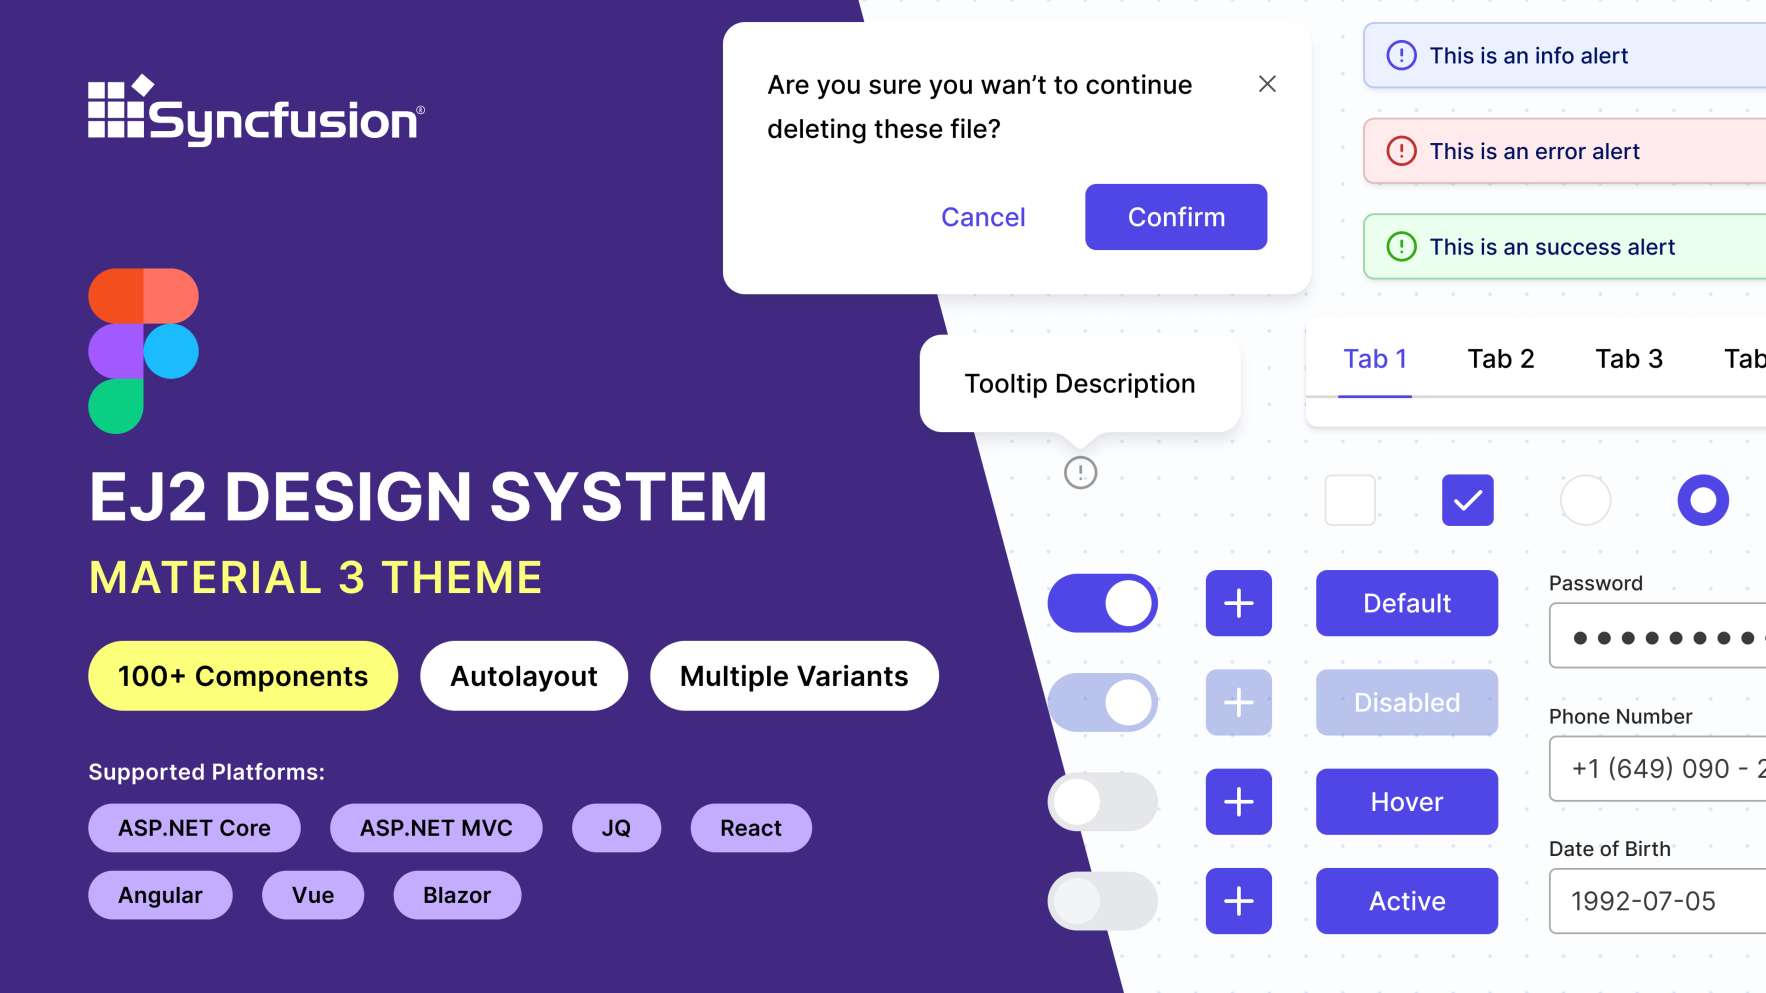 Syncfusion®
EJ2 DESIGN SYSTEM
MATERIAL 3 THEME
100+ Components
Autolayout
Multiple Variants
Supported Platforms:
ASP.NET Core
ASP.NET MVC
JQ
React
Angular
Vue
Blazor
Are you sure you wan’t to continue
deleting these file?
Cancel
Confirm
This is an info alert
This is an error alert
This is an success alert
Tooltip Description
Tab 1
Tab 2
Tab 3
Tab
Default
Disabled
Hover
Active
Password
Phone Number
+1 (649) 090 - 2
Date of Birth
1992-07-05